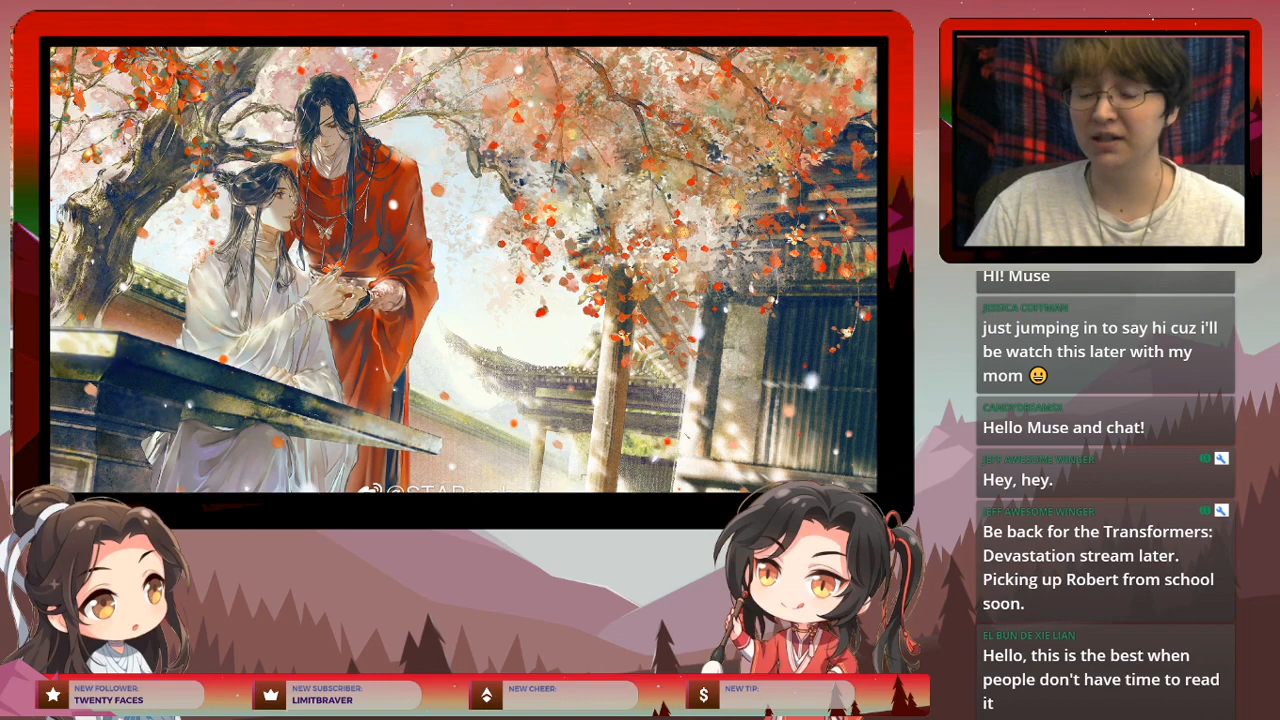 HI! Muse
JESSICA COFFMAN
just jumping in to say hi cuz i'll
be watch this later with my
mom 😀
Hello Muse and chat!
JEFF AWESOME WINGER
Hey, hey.
JEFF AWESOME WINGER
Be back for the Transformers:
Devastation stream later.
Picking up Robert from school
soon.
EL BUN DE XIE LIAN
Hello, this is the best when
people don't have time to read
it
NEW FOLLOWER:
TWENTY FACES
NEW SUBSCRIBER:
LIMITBRAVER
NEW CHEER:
$
NEW TIP: